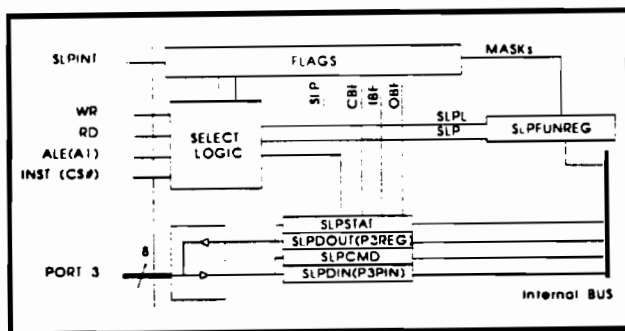 MASKs
SLPINT
FLAGS
SLP
CBF
IBF
OBF
WR
RD
ALE(A1)
INST (CS#)
SELECT
LOGIC
SLPL
SLP
SLPFUNREG
SLPSTAT
SLPDOUT(P3REG)
SLPCMD
SLPDIN(P3PIN)
8
PORT 3
Internal BUS